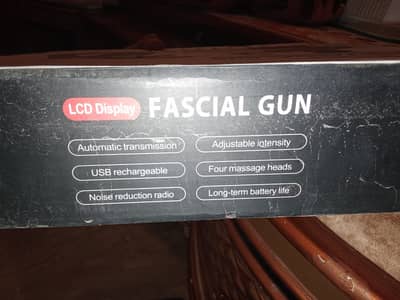 LCD Display FASCIAL GUN
Automatic transmission Adjustable intensity
USB rechargeable Four massage heads
Noise reduction radio Long-term battery life